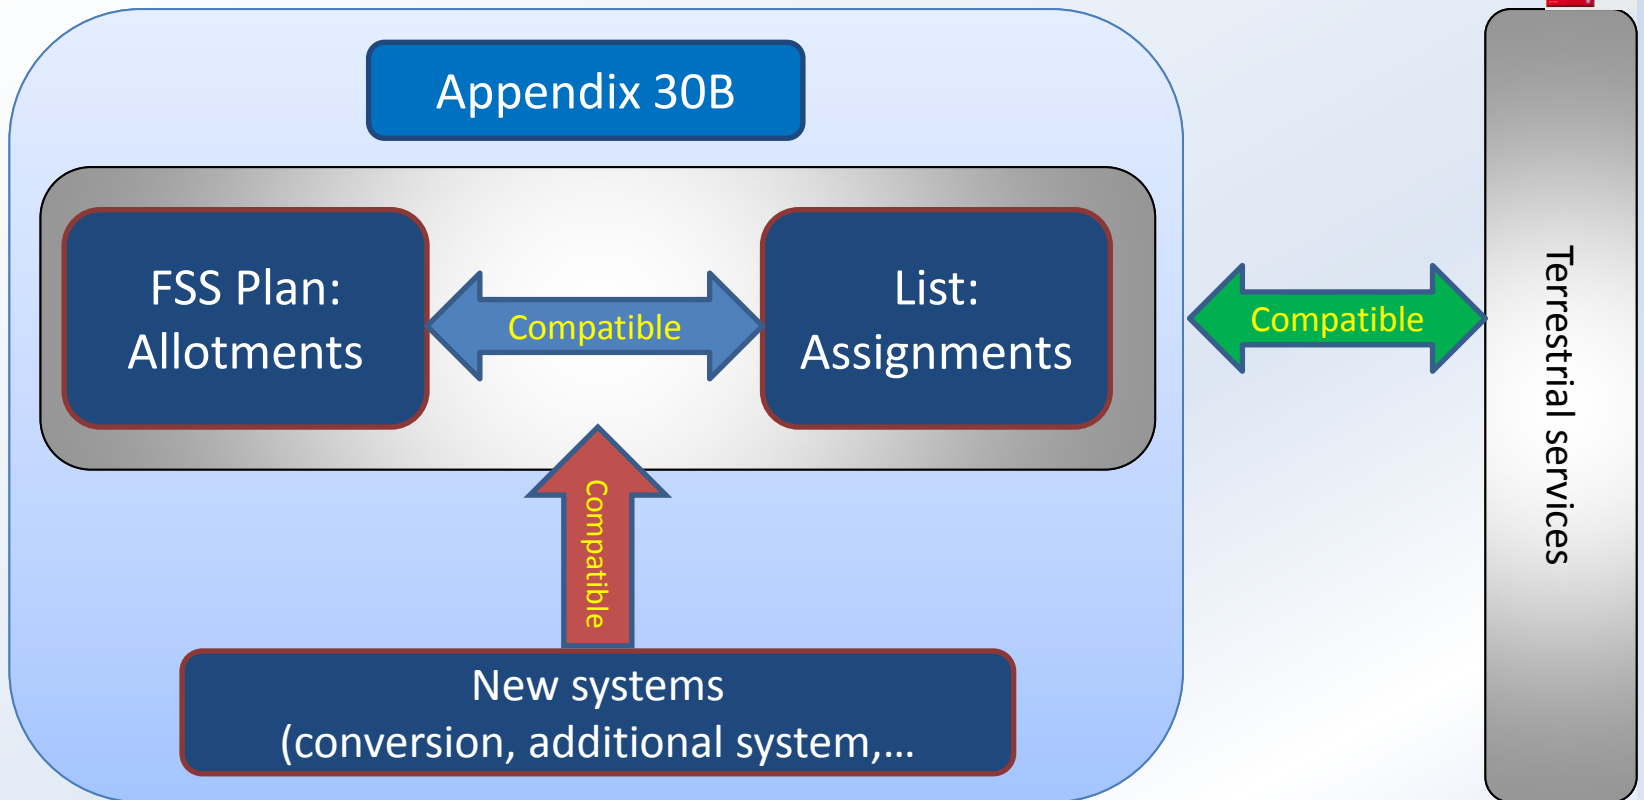 Appendix 30B
FSS Plan:
Allotments
Compatible
List:
Assignments
Compatible
Terrestrial services
Compatible
New systems
(conversion, additional system,...